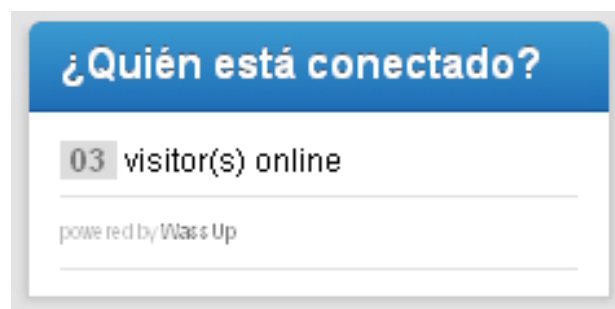 ¿Quién está conectado?
03 visitor(s) online
powered by Wass Up